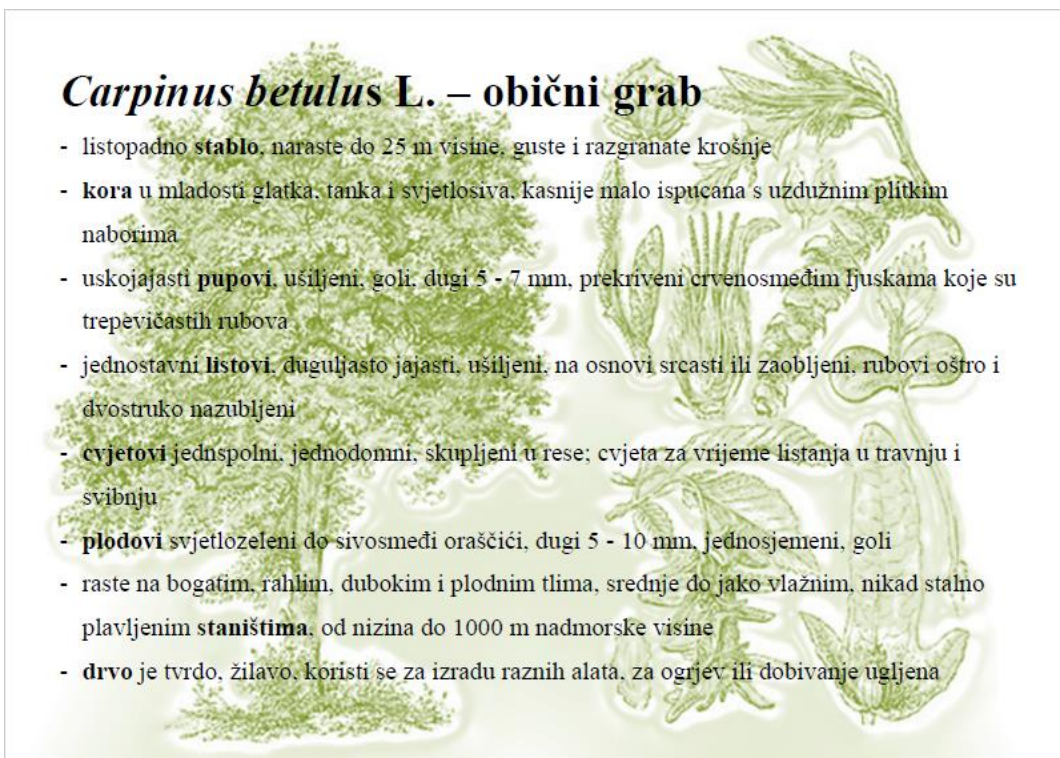 Carpinus betulus L. – obični grab
- listopadno stablo, naraste do 25 m visine, guste i razgranate krošnje
- kora u mladosti glatka, tanka i svjetlosiva, kasnije malo ispucana s uzdužnim plitkim
naborima
- uskojajasti pupovi, ušiljeni, goli, dugi 5 - 7 mm, prekriveni crvenosmeđim ljuskama koje su
trepevičastih rubova
- jednostavni listovi, duguljasto jajasti, ušiljeni, na osnovi srcasti ili zaobljeni, rubovi oštro i
dvostruko nazubljeni
- cvjetovi jednspolni, jednodomni, skupljeni u rese; cvjeta za vrijeme listanja u travnju i
svibnju
- plodovi svjetlozeleni do sivosmeđi oraščići, dugi 5 - 10 mm, jednosjemeni, goli
- raste na bogatim, rahlim, dubokim i plodnim tlima, srednje do jako vlažnim, nikad stalno
plavljenim staništima, od nizina do 1000 m nadmorske visine
- drvo je tvrdo, žilavo, koristi se za izradu raznih alata, za ogrjev ili dobivanje ugljena